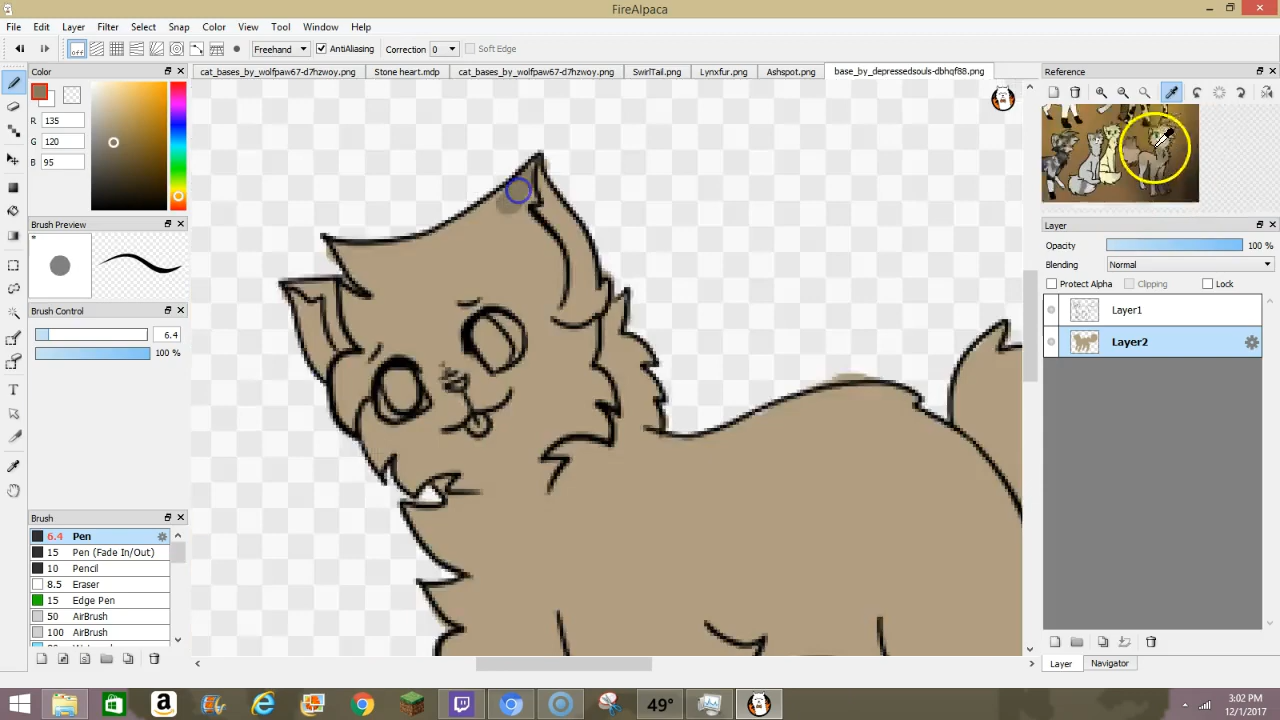 FireAlpaca
File Edit Layer Filter Select Snap Color View Tool Window Help
off Freehand AntiAliasing Correction 0 Soft Edge
Color
cat_bases_by_wolfpaw67-d7hzwoy.png Stone heart.mdp cat_bases_by_wolfpaw67-d7hzwoy.png SwirlTail.png Lynxfur.png Ashspot.png base_by_depressedsouls-dbhqf88.png
Reference
R 135
G 120
B 95
Brush Preview
Layer
Opacity 100 %
Blending Normal
Protect Alpha Clipping Lock
Brush Control
Layer1
6.4
Layer2
100 %
Brush
6.4 Pen
15 Pen (Fade In/Out)
10 Pencil
8.5 Eraser
15 Edge Pen
50 AirBrush
100 AirBrush
Layer Navigator
49°
3:02 PM
12/1/2017